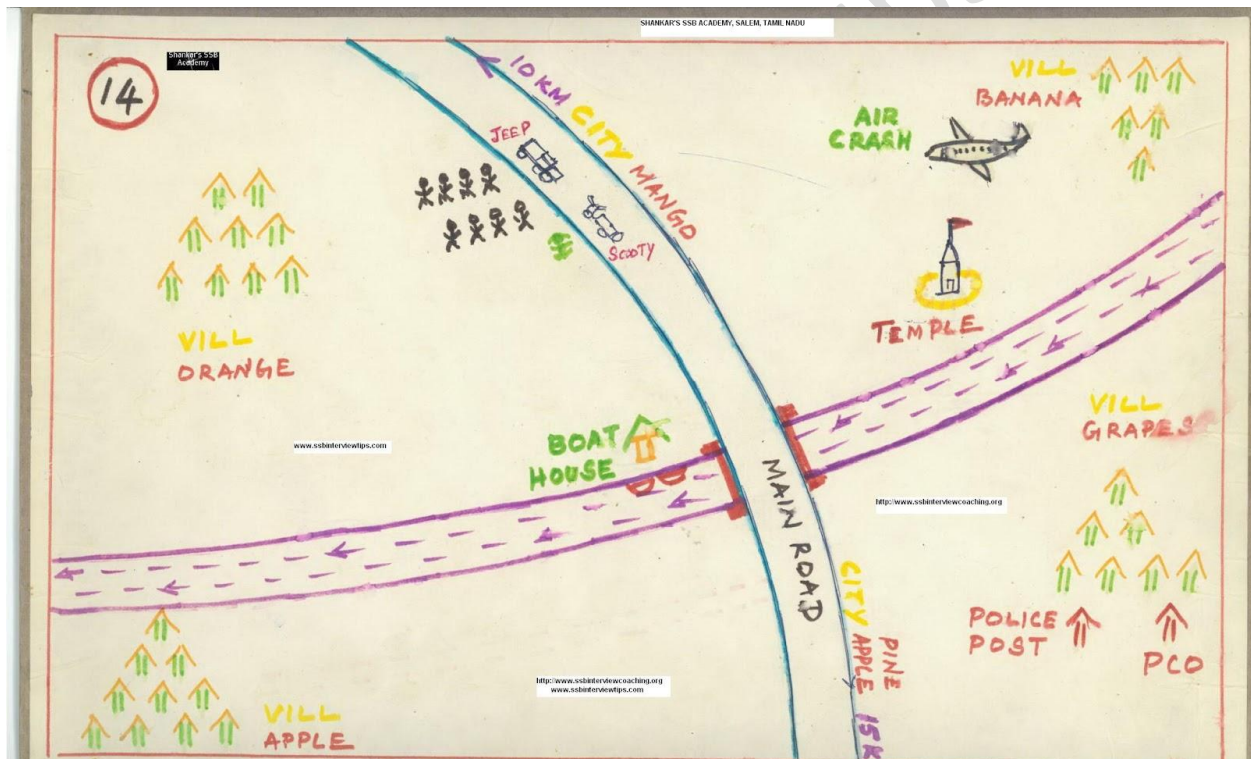 SHANKAR'S SSB ACADEMY, SALEM, TAMIL NADU
Shanker's SSB
Academy
14
10 KM CITY MANGO
JEEP
SCOOTY
AIR
CRASH
VILL
BANANA
TEMPLE
VILL
ORANGE
VILL
GRAPES
www.ssbinterviewtips.com
BOAT
HOUSE
http://www.ssbinterviewcoaching.org
MAIN ROAD
CITY
PINE
APPLE
15 K
POLICE
POST
PCO
http://www.ssbinterviewcoaching.org
www.ssbinterviewtips.com
VILL
APPLE